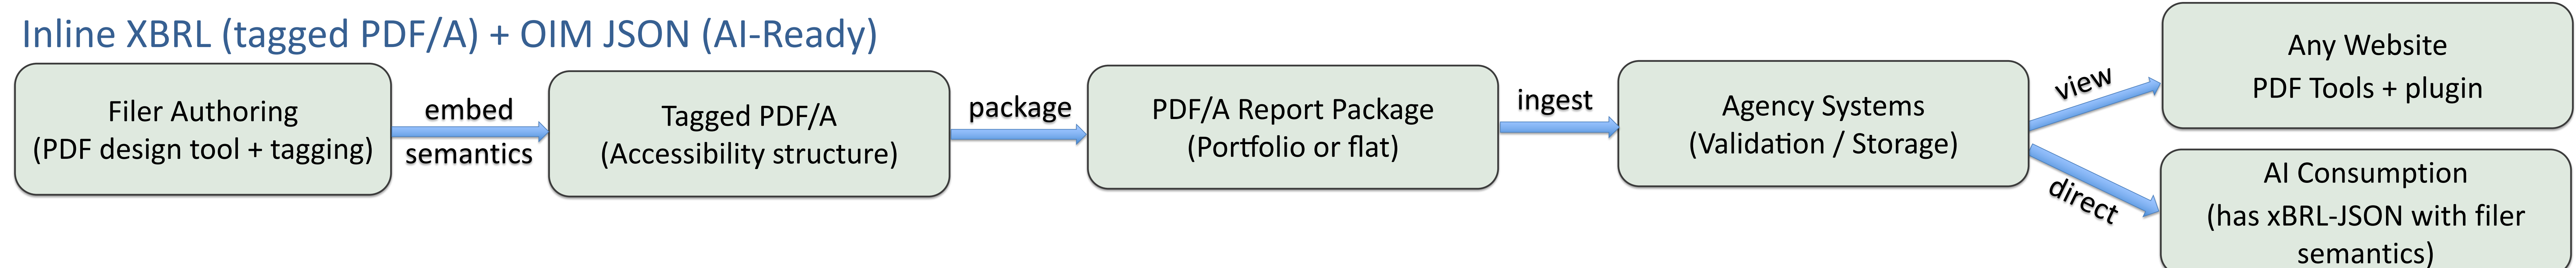 Inline XBRL (tagged PDF/A) + OIM JSON (AI-Ready)
Filer Authoring
(PDF design tool + tagging)
embed
semantics
Tagged PDF/A
(Accessibility structure)
package
PDF/A Report Package
(Portfolio or flat)
ingest
Agency Systems
(Validation / Storage)
view
Any Website
PDF Tools + plugin
direct
AI Consumption
(has xBRL-JSON with filer
semantics)